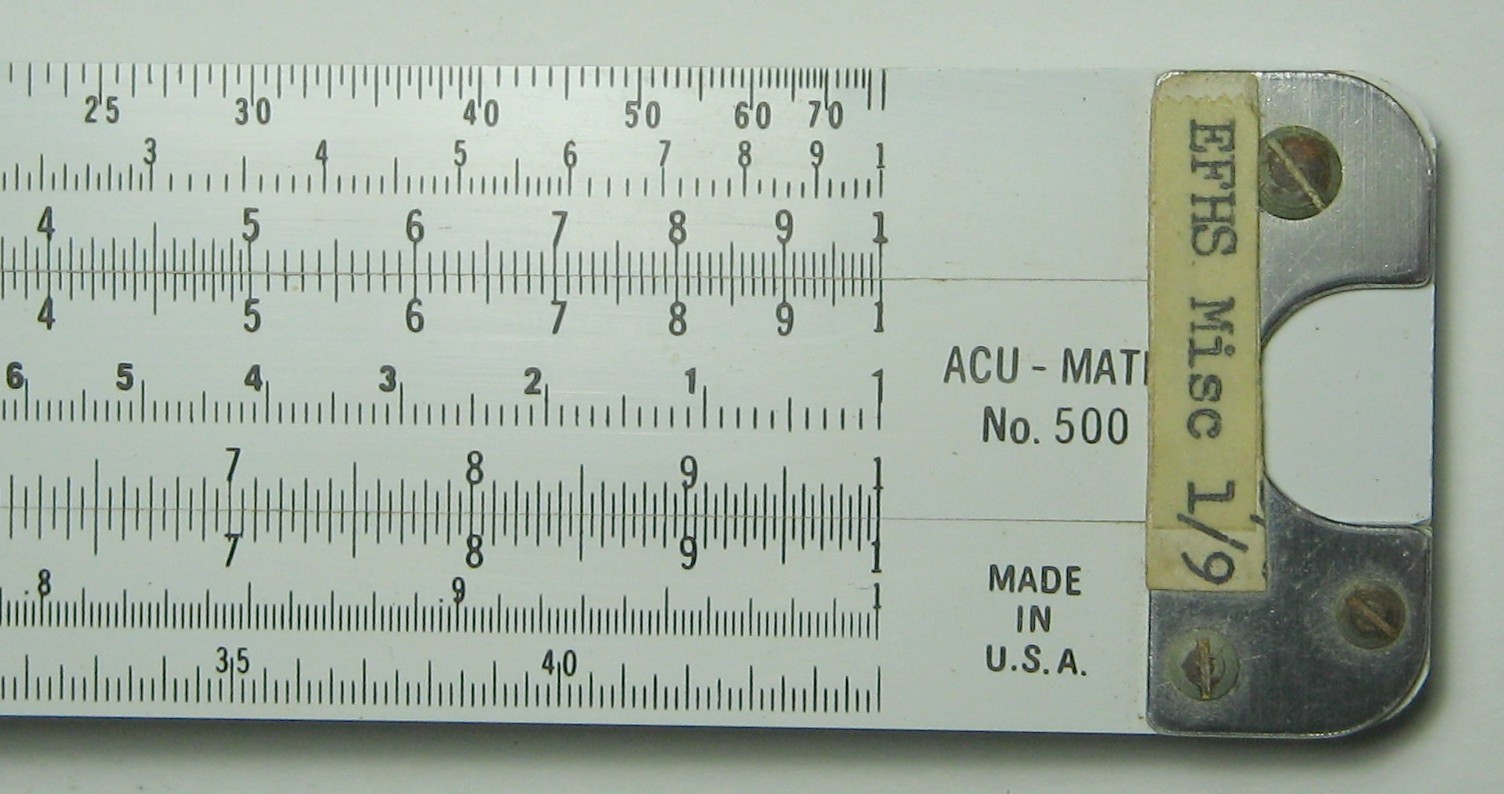 25 30 40 50 60 70
3 4 5 6 7 8 9 1
4 5 6 7 8 9 1
4 5 6 7 8 9 1
6 5 4 3 2 1 1
7 8 9 1
7 8 9 1
.8 .9 1
35 40
ACU - MAT
No. 500
MADE
IN
U.S.A.
EFHS Misc 1/9